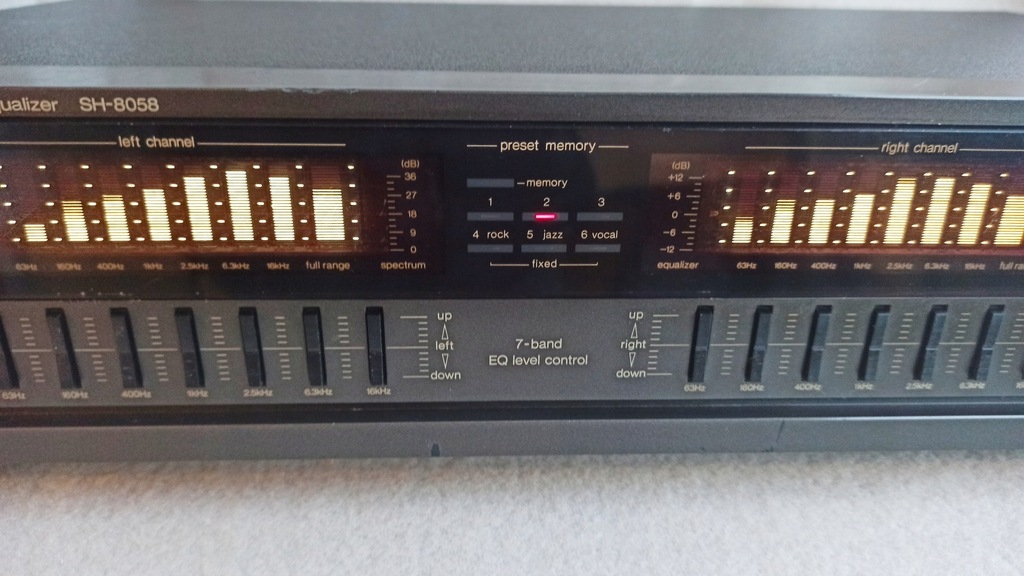 ualizer SH-8058
left channel
preset memory
right channel
(dB)
36
27
18
9
0
63Hz 160Hz 400Hz 1kHz 2.5kHz 6.3kHz 16kHz full range spectrum
memory
1 2 3
4 rock 5 jazz 6 vocal
fixed
(dB)
+12
+6
0
-6
-12
equalizer 63Hz 160Hz 400Hz 1kHz 2.5kHz 6.3kHz 16kHz full ra
up
left
down
7-band
EQ level control
up
right
down
63Hz 160Hz 400Hz 1kHz 2.5kHz 6.3kHz 16kHz
63Hz 160Hz 400Hz 1kHz 2.5kHz 6.3kHz